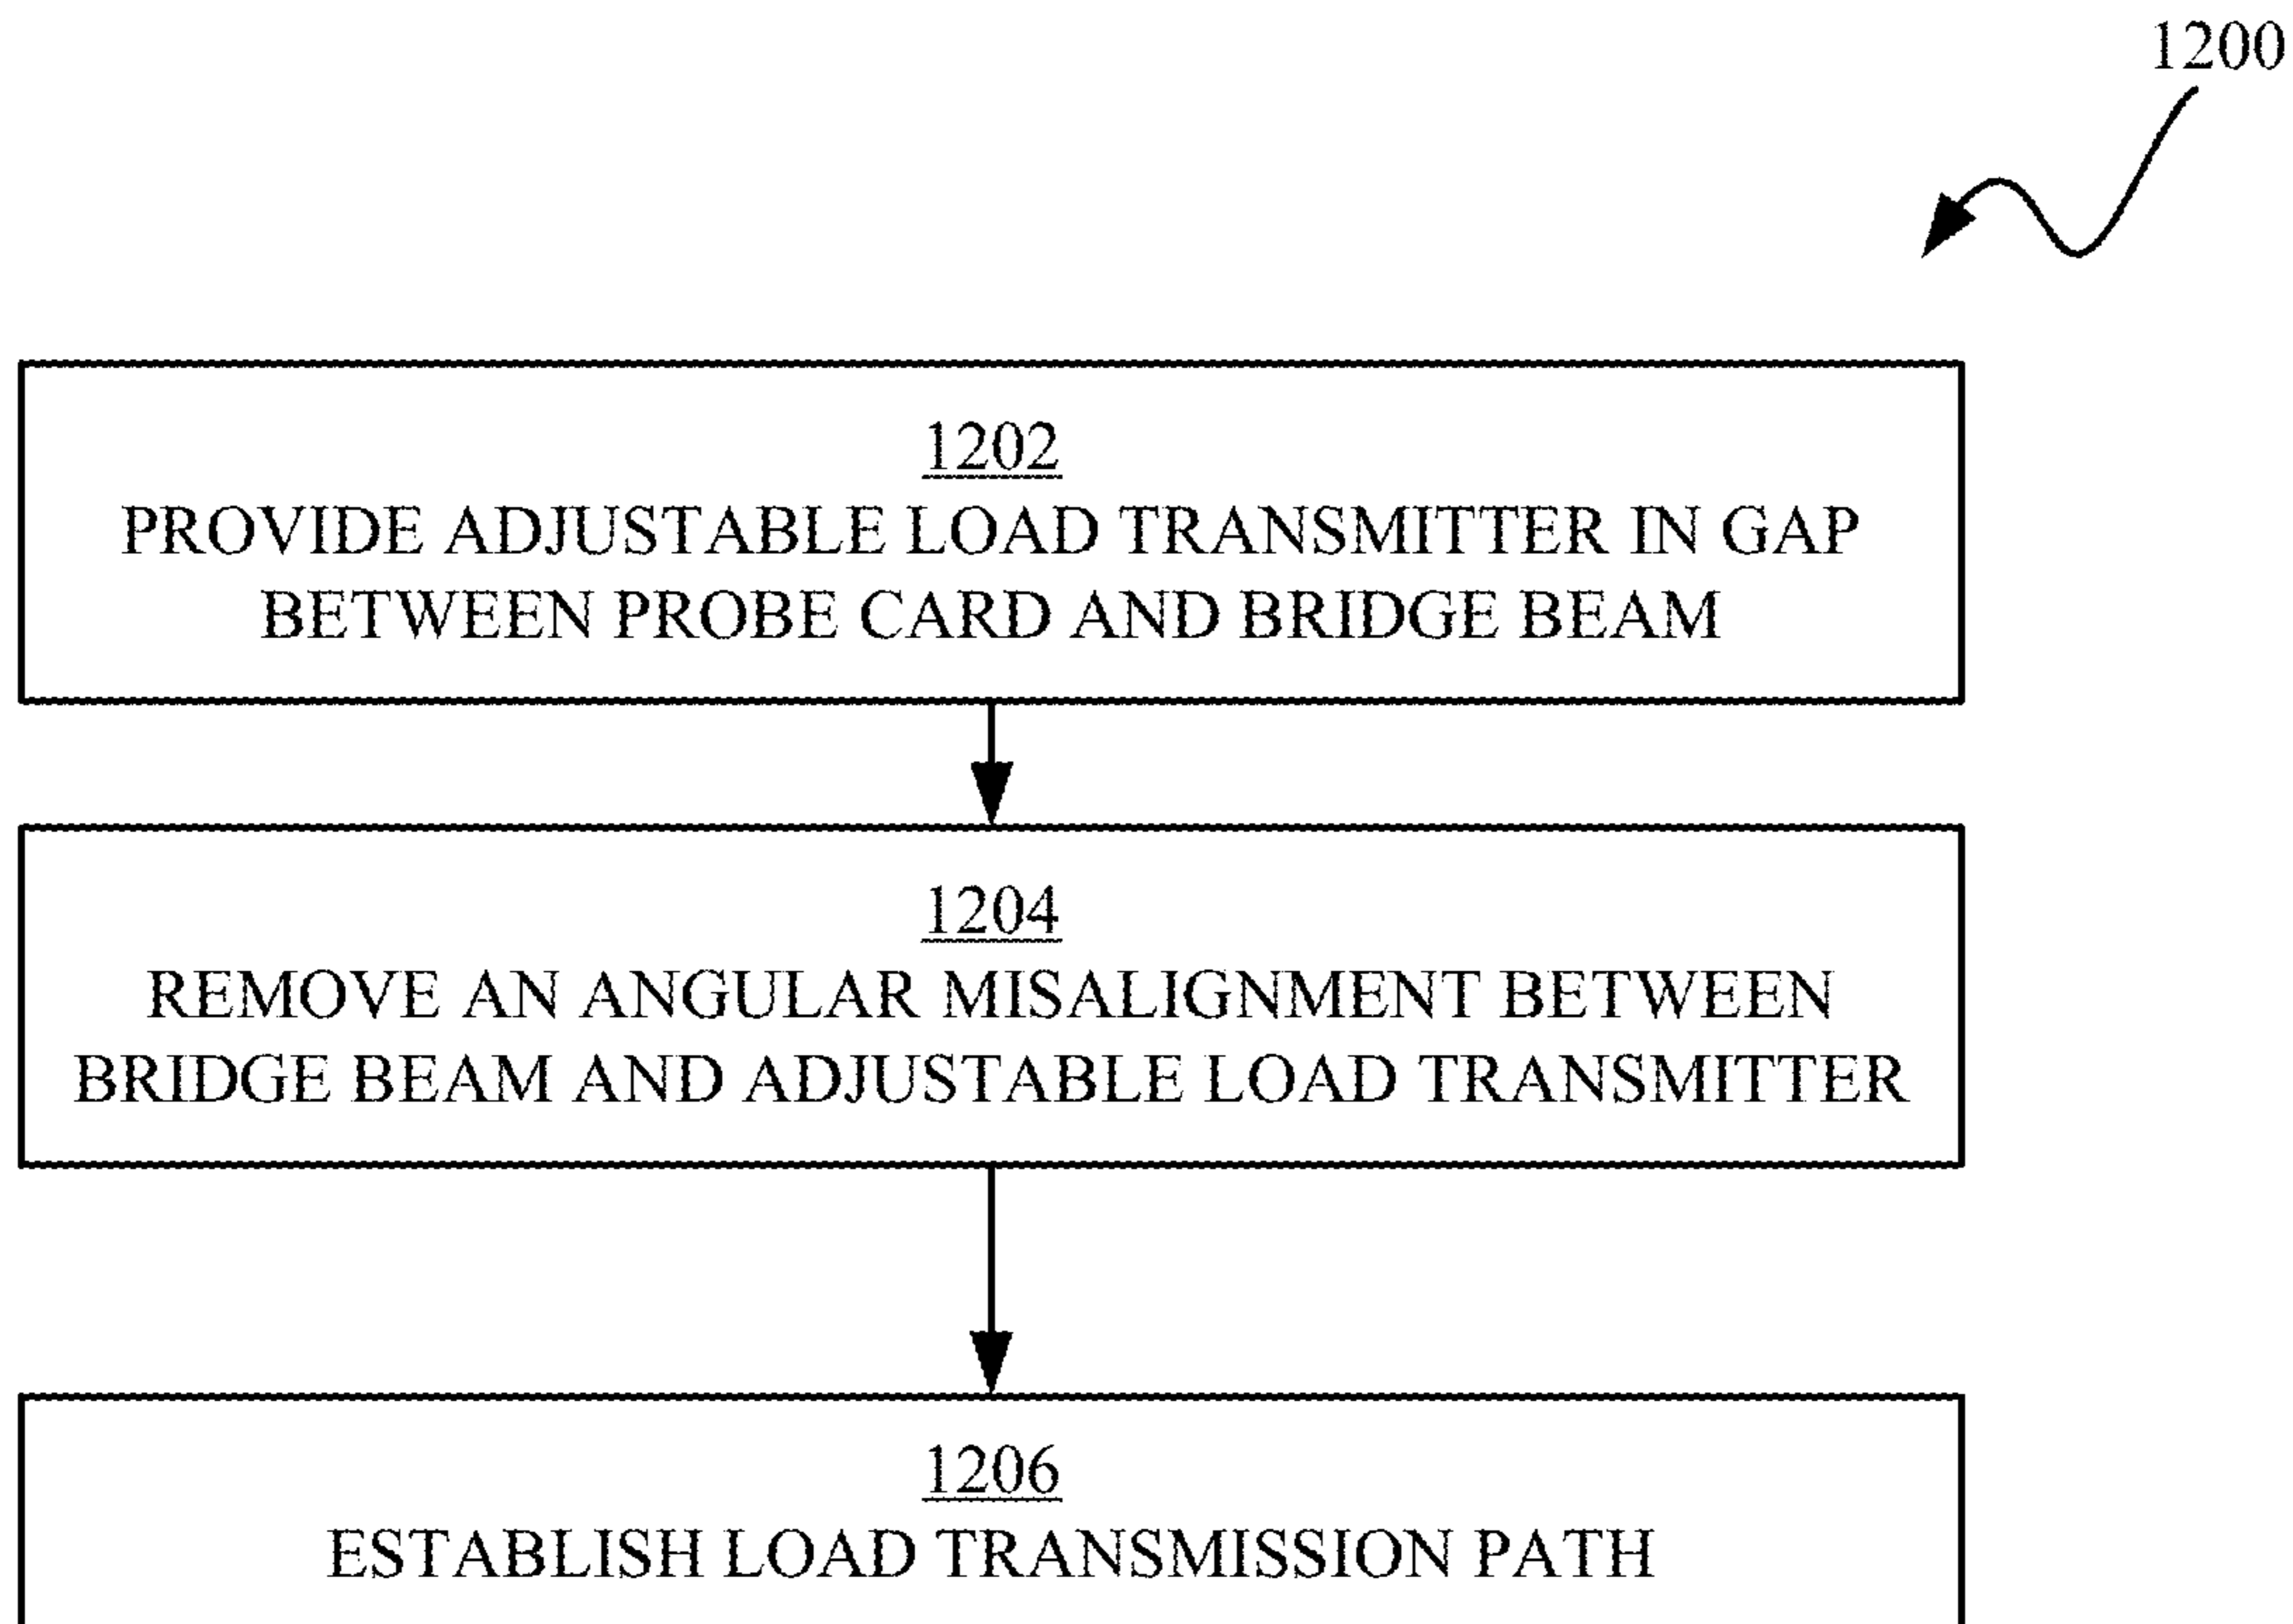 1200
1202
PROVIDE ADJUSTABLE LOAD TRANSMITTER IN GAP
BETWEEN PROBE CARD AND BRIDGE BEAM
1204
REMOVE AN ANGULAR MISALIGNMENT BETWEEN
BRIDGE BEAM AND ADJUSTABLE LOAD TRANSMITTER
1206
ESTABLISH LOAD TRANSMISSION PATH